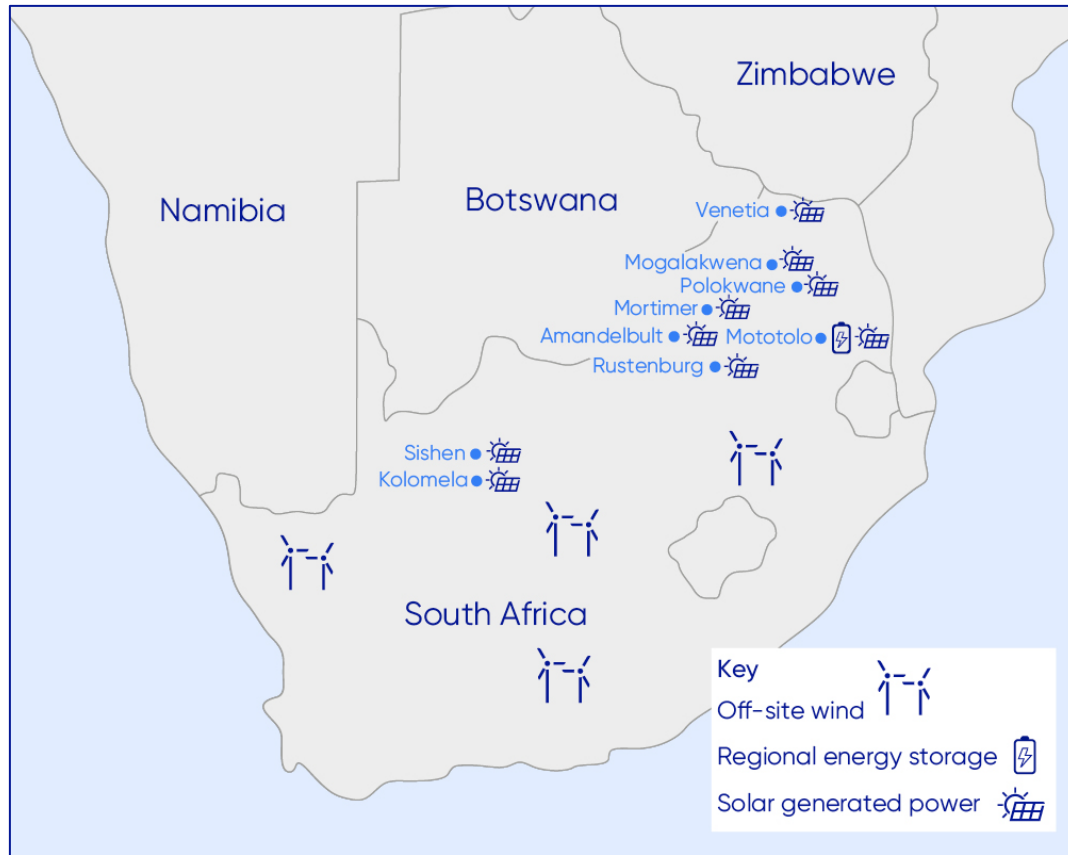 Zimbabwe
Namibia
Botswana
Venetia
Mogalakwena
Polokwane
Mortimer
Amandelbult
Mototolo
Rustenburg
Sishen
Kolomela
South Africa
Key
Off-site wind
Regional energy storage
Solar generated power